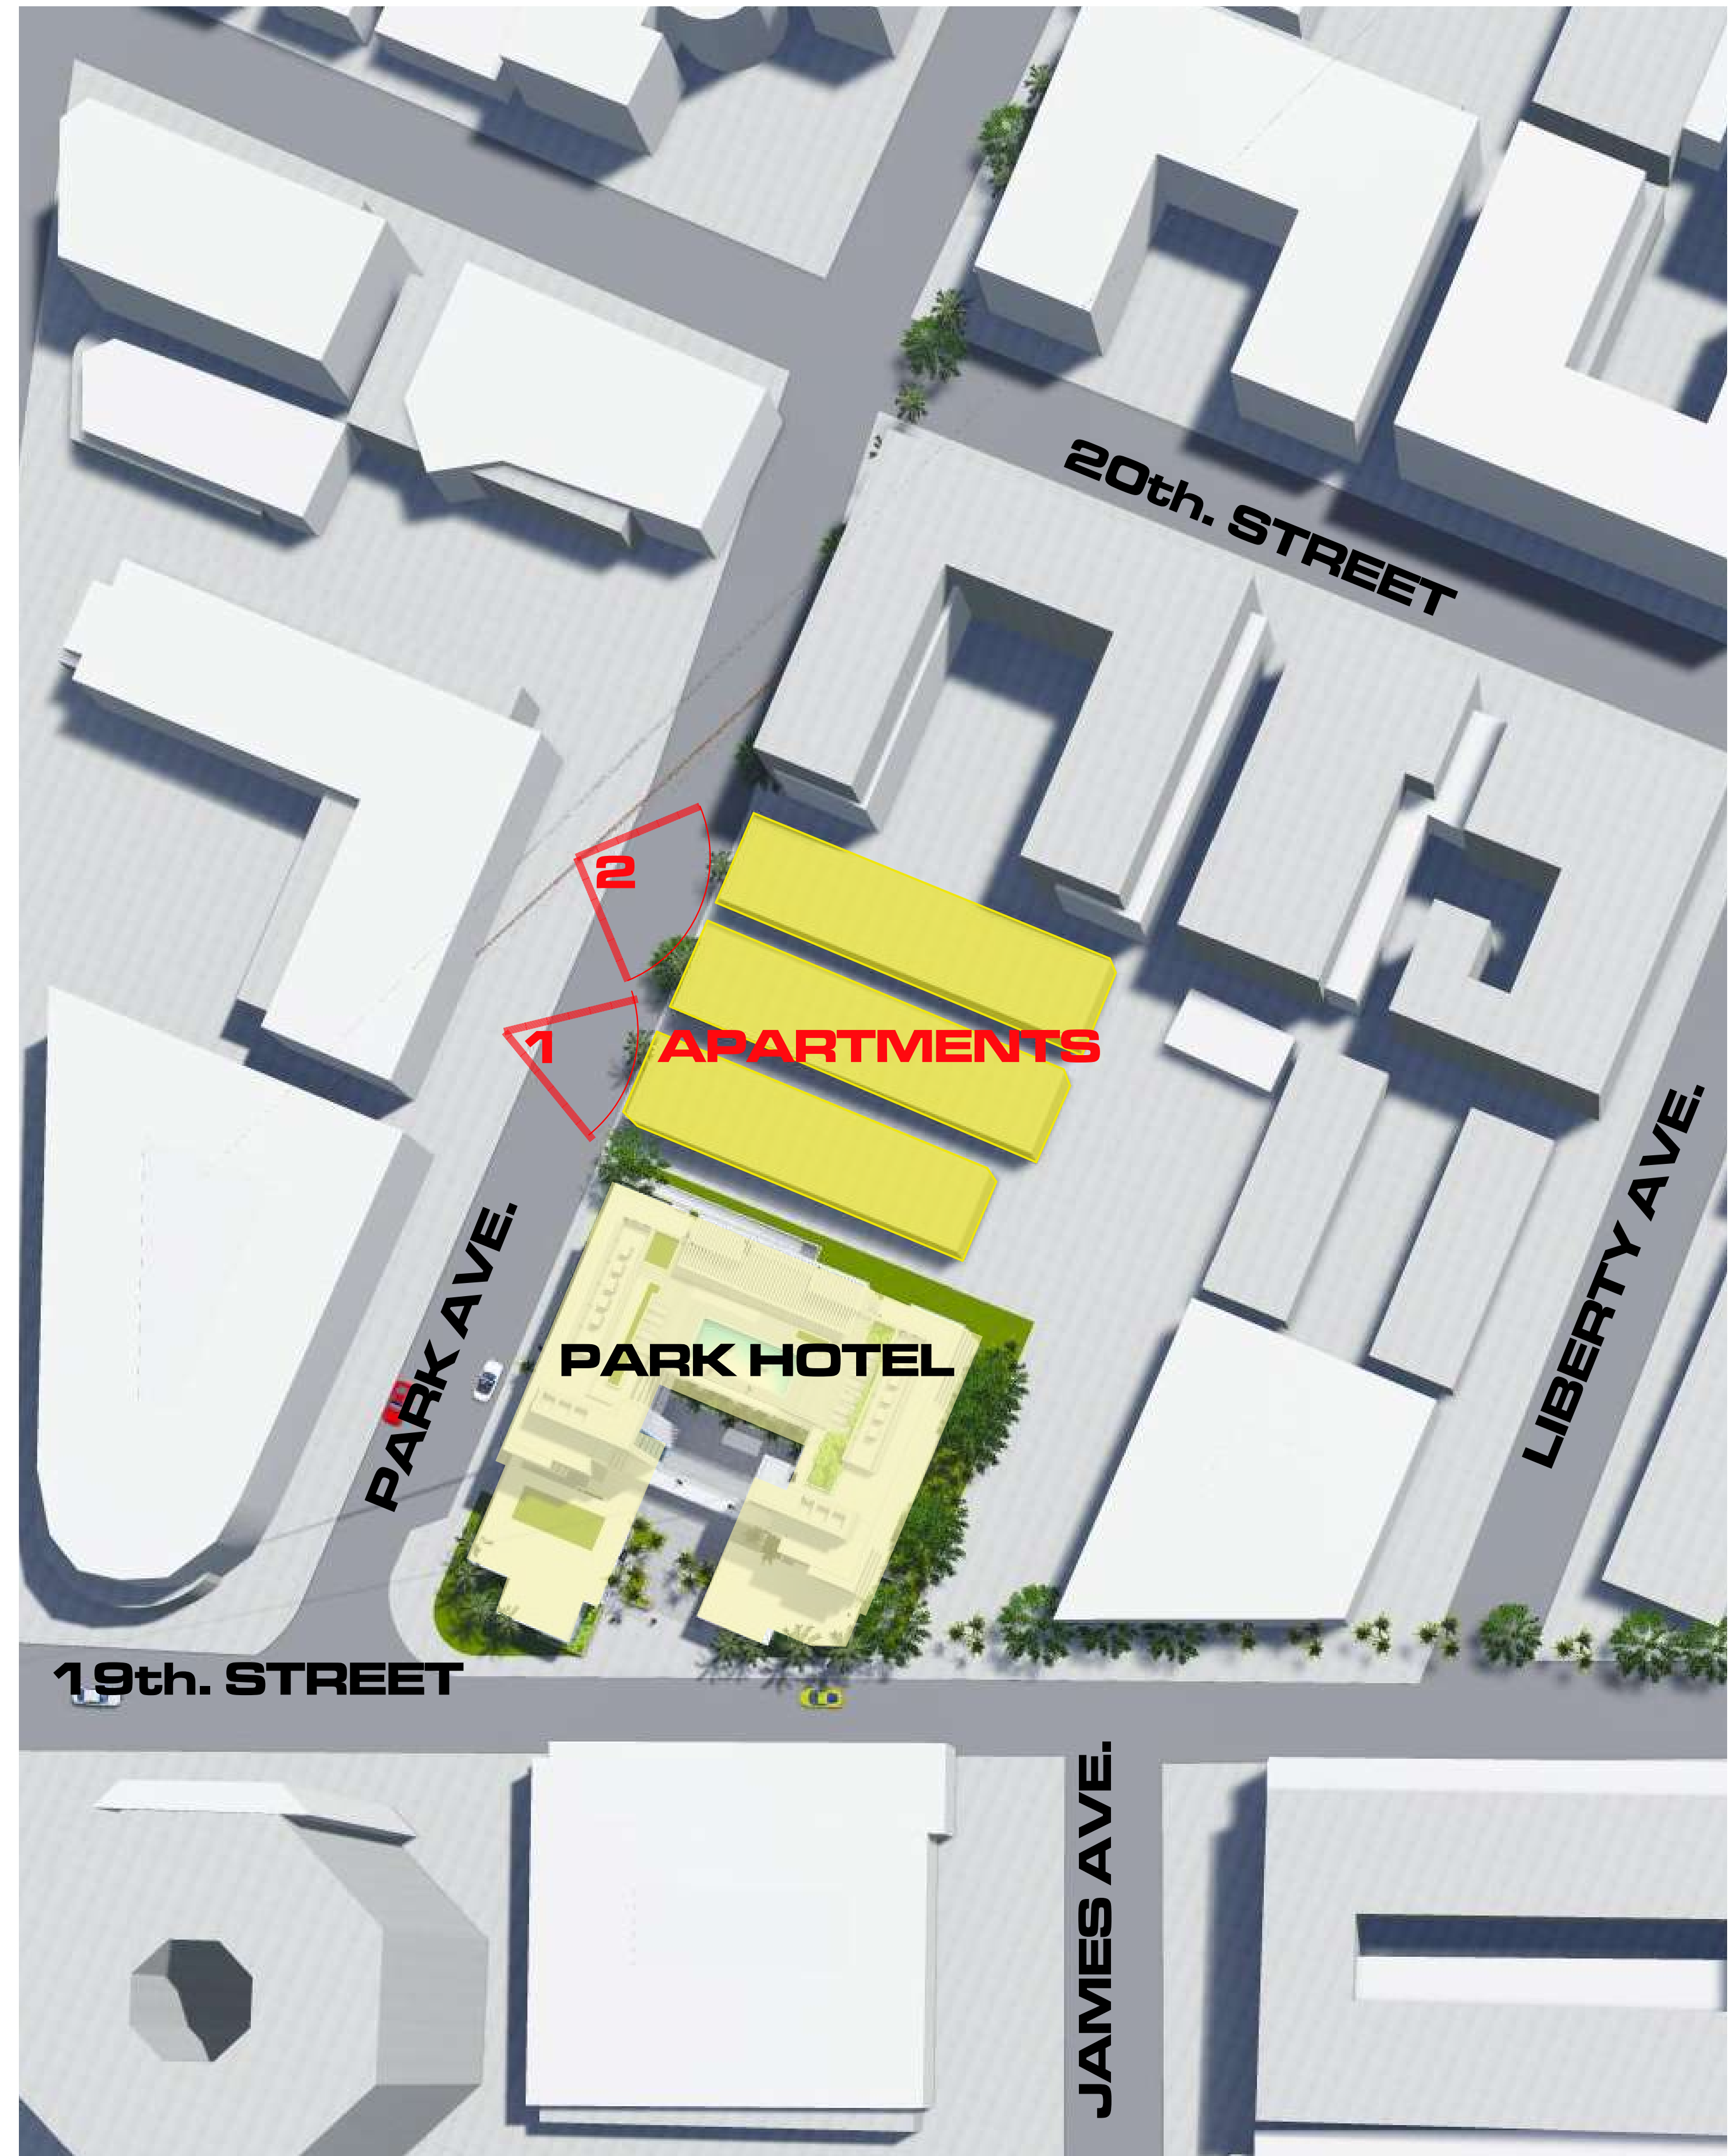 20th. STREET
2
1
APARTMENTS
LIBERTY AVE.
PARK AVE.
PARK HOTEL
19th. STREET
JAMES AVE.